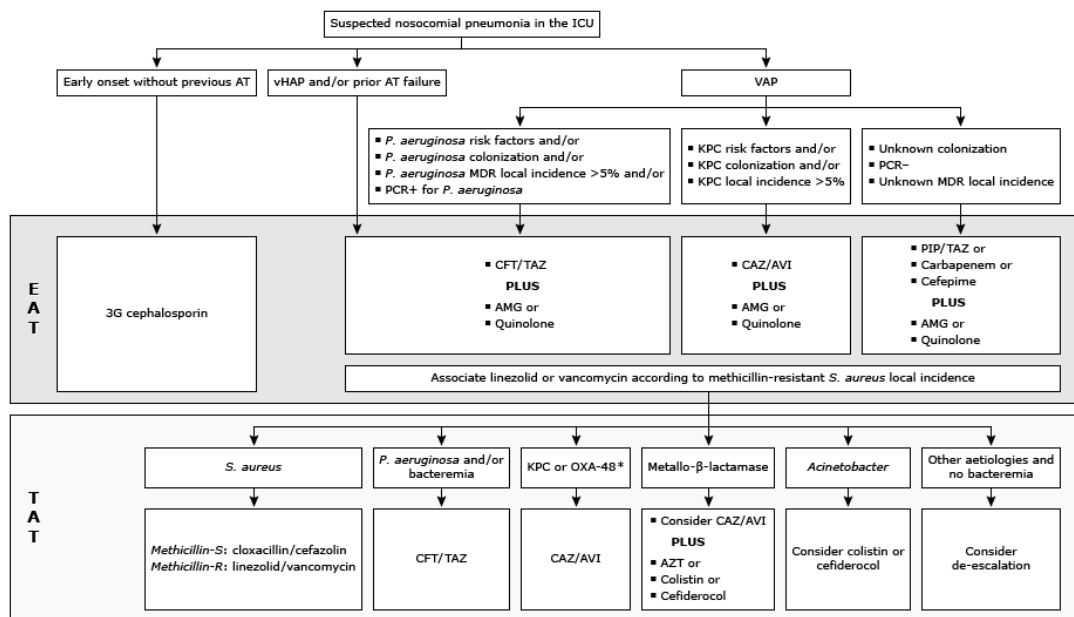 Suspected nosocomial pneumonia in the ICU
Early onset without previous AT
vHAP and/or prior AT failure
VAP
▪ P. aeruginosa risk factors and/or
▪ P. aeruginosa colonization and/or
▪ P. aeruginosa MDR local incidence >5% and/or
▪ PCR+ for P. aeruginosa
▪ KPC risk factors and/or
▪ KPC colonization and/or
▪ KPC local incidence >5%
▪ Unknown colonization
▪ PCR−
▪ Unknown MDR local incidence
E
A
T
3G cephalosporin
▪ CFT/TAZ
PLUS
▪ AMG or
▪ Quinolone
▪ CAZ/AVI
PLUS
▪ AMG or
▪ Quinolone
▪ PIP/TAZ or
▪ Carbapenem or
▪ Cefepime
PLUS
▪ AMG or
▪ Quinolone
Associate linezolid or vancomycin according to methicillin-resistant S. aureus local incidence
T
A
T
S. aureus
P. aeruginosa and/or
bacteremia
KPC or OXA-48*
Metallo-β-lactamase
Acinetobacter
Other aetiologies and
no bacteremia
Methicillin-S: cloxacillin/cefazolin
Methicillin-R: linezolid/vancomycin
CFT/TAZ
CAZ/AVI
▪ Consider CAZ/AVI
PLUS
▪ AZT or
▪ Colistin or
▪ Cefiderocol
Consider colistin or
cefiderocol
Consider
de-escalation